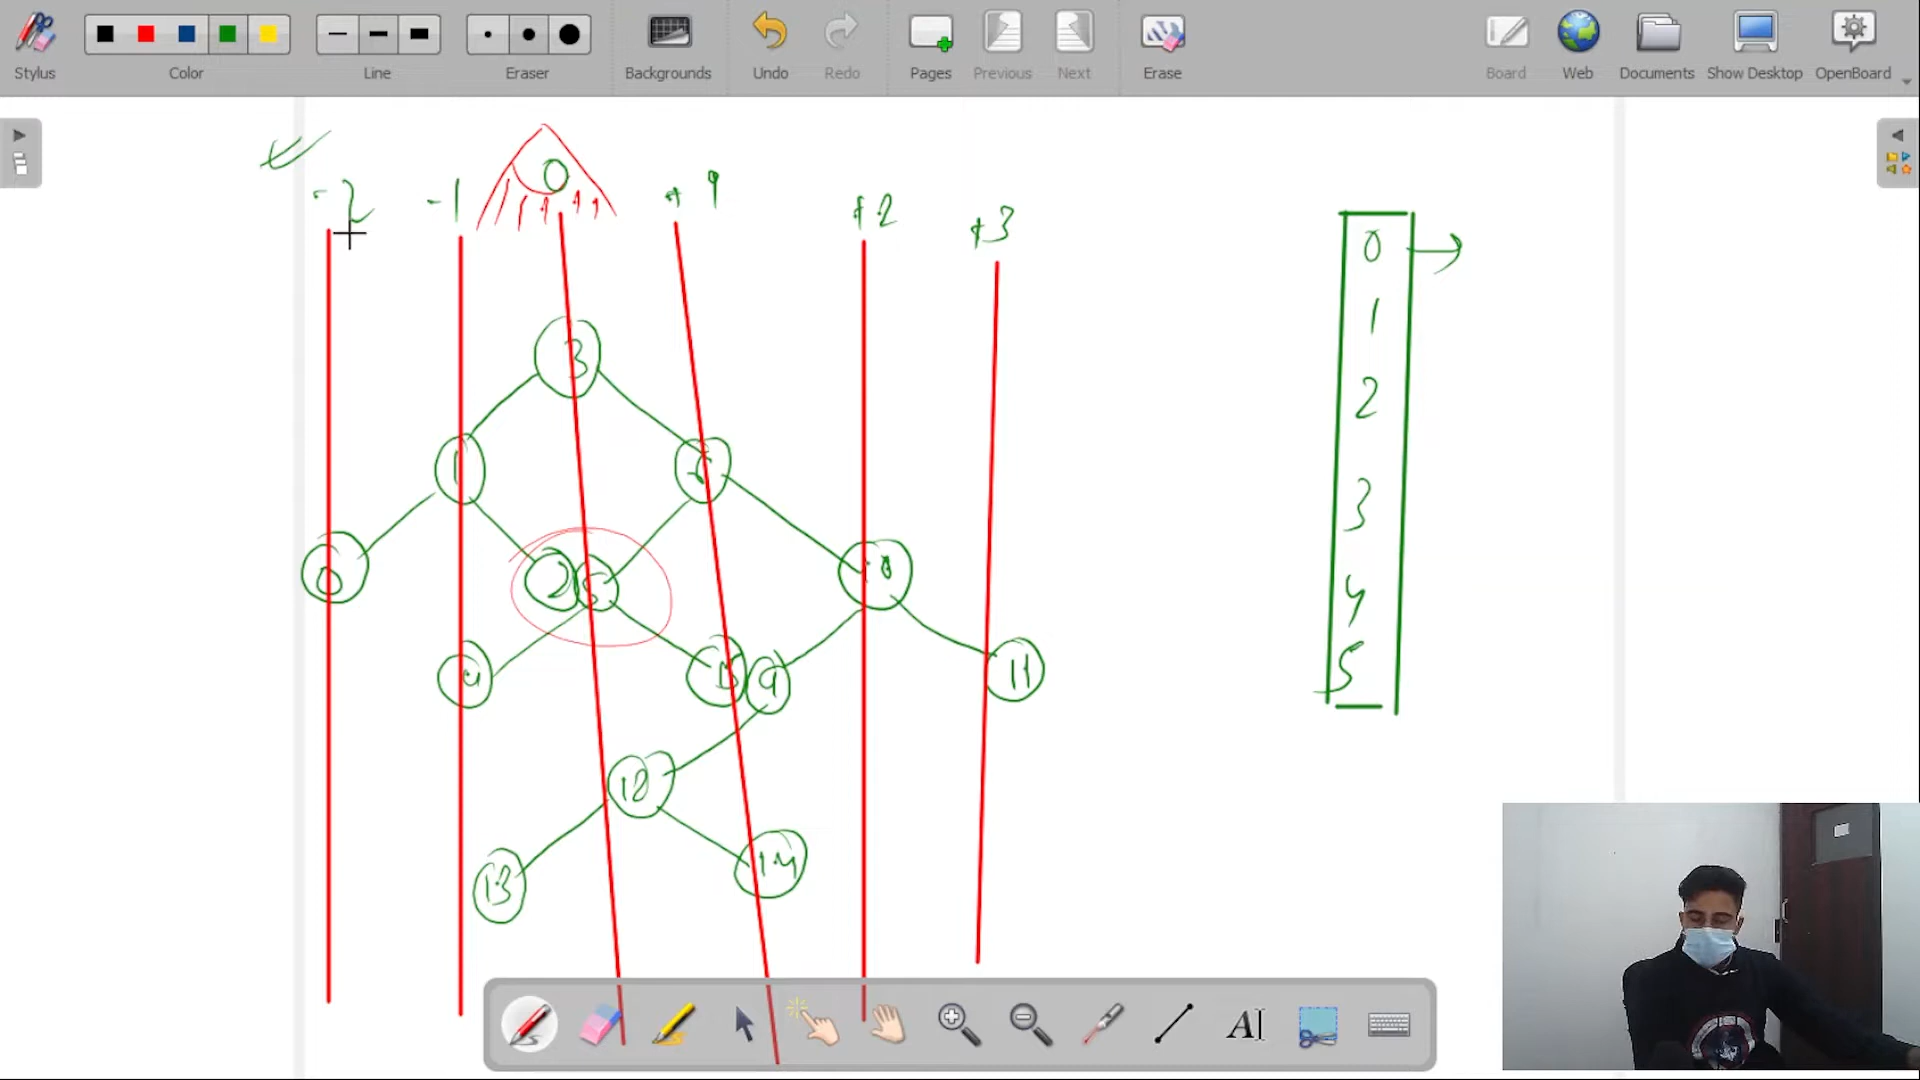 Stylus
Color
Line
Eraser
Backgrounds
Undo
Redo
Pages
Previous
Next
Erase
Board
Web
Documents
Show Desktop
OpenBoard
-2
-1
0
+1
+2
+3
3
1
0
2
10
11
9
12
13
14
0
1
2
3
4
5
A